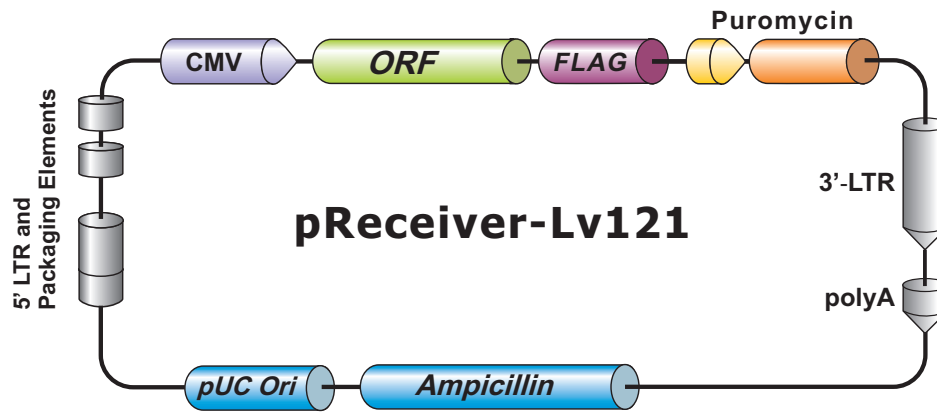 Puromycin
CMV
ORF
FLAG
5' LTR and
Packaging Elements
3'-LTR
pReceiver-Lv121
polyA
pUC Ori
Ampicillin